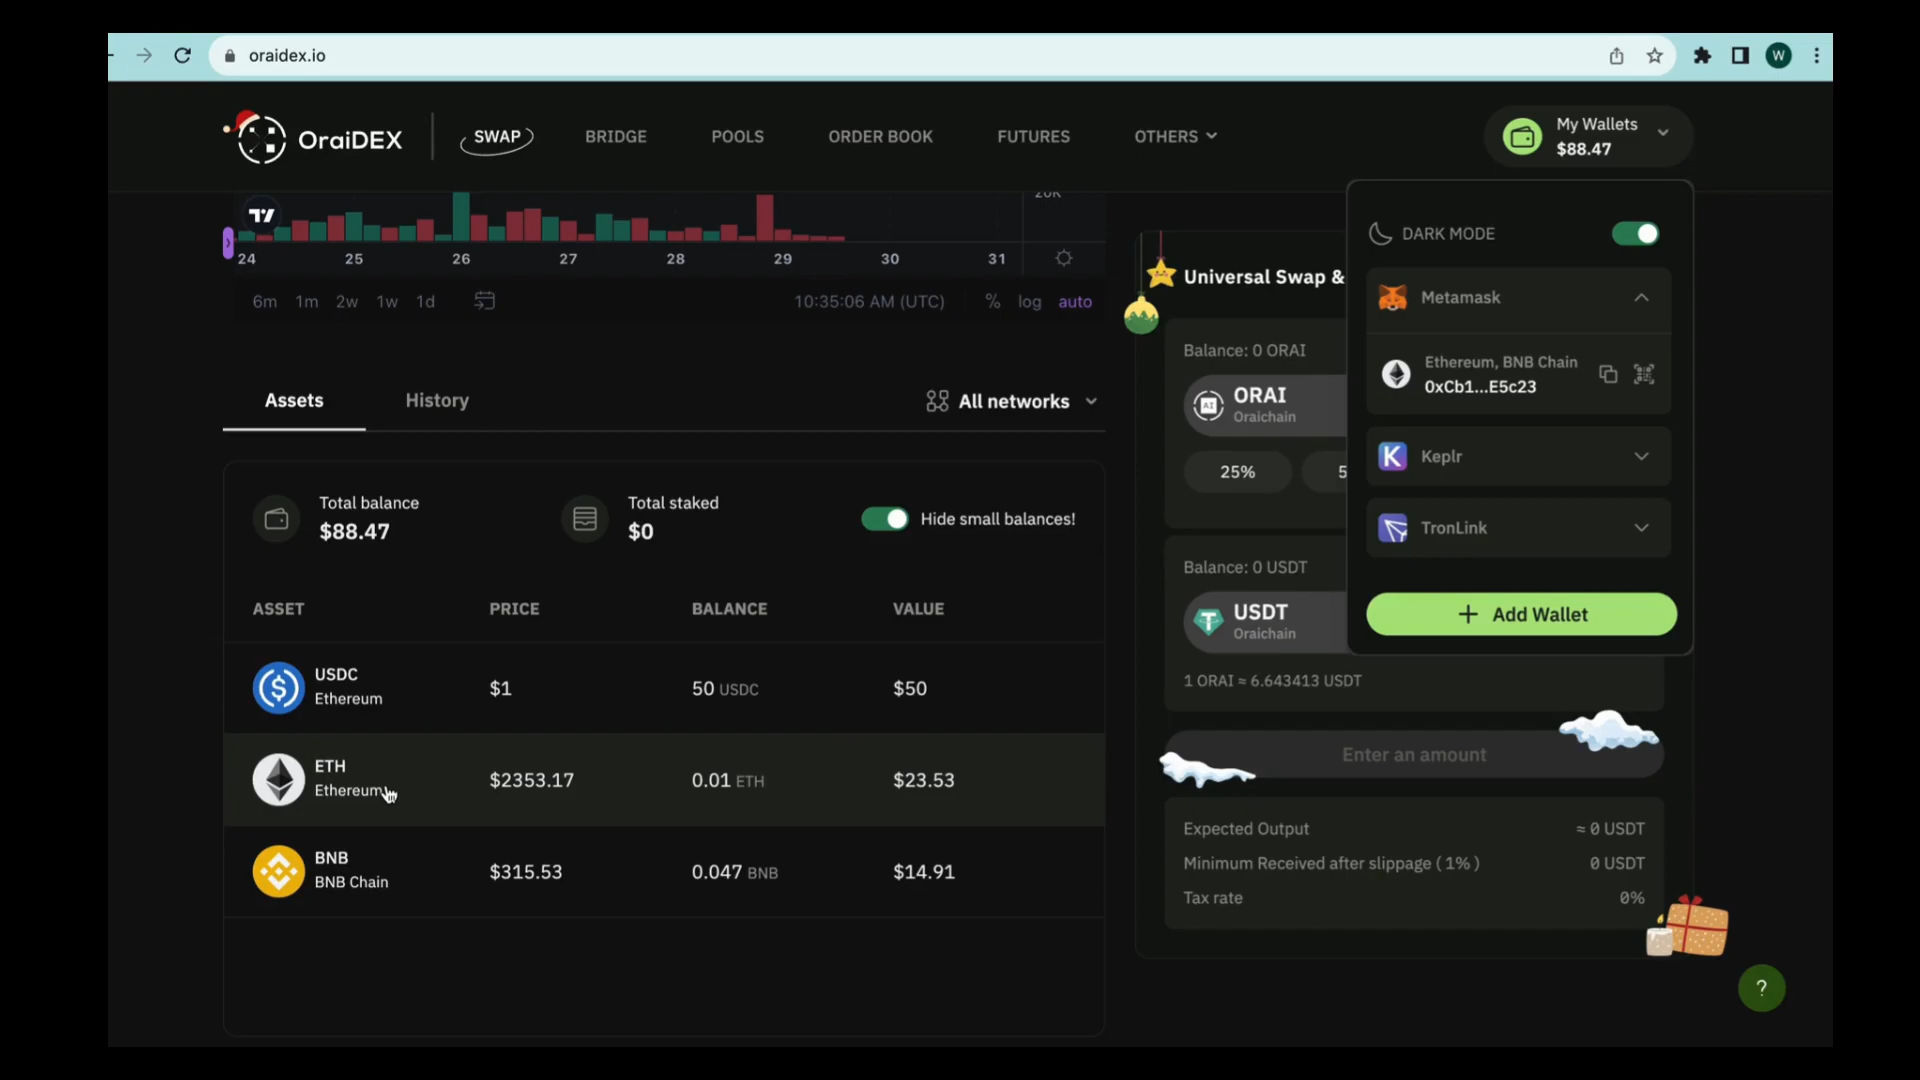 oraidex.io
W
OraiDEX
SWAP
BRIDGE
POOLS
ORDER BOOK
FUTURES
OTHERS
My Wallets
$88.47
20K
24 25 26 27 28 29 30 31
6m 1m 2w 1w 1d
10:35:06 AM (UTC)
% log auto
Assets
History
All networks
Total balance
$88.47
Total staked
$0
Hide small balances!
ASSET PRICE BALANCE VALUE
USDC
Ethereum
$1
50 USDC
$50
ETH
Ethereum
$2353.17
0.01 ETH
$23.53
BNB
BNB Chain
$315.53
0.047 BNB
$14.91
Universal Swap &
Balance: 0 ORAI
AI
ORAI
Oraichain
25%
5
Balance: 0 USDT
USDT
Oraichain
1 ORAI ≈ 6.643413 USDT
Enter an amount
Expected Output ≈ 0 USDT
Minimum Received after slippage ( 1% ) 0 USDT
Tax rate 0%
DARK MODE
Metamask
Ethereum, BNB Chain
0xCb1...E5c23
K
Keplr
TronLink
+ Add Wallet
?